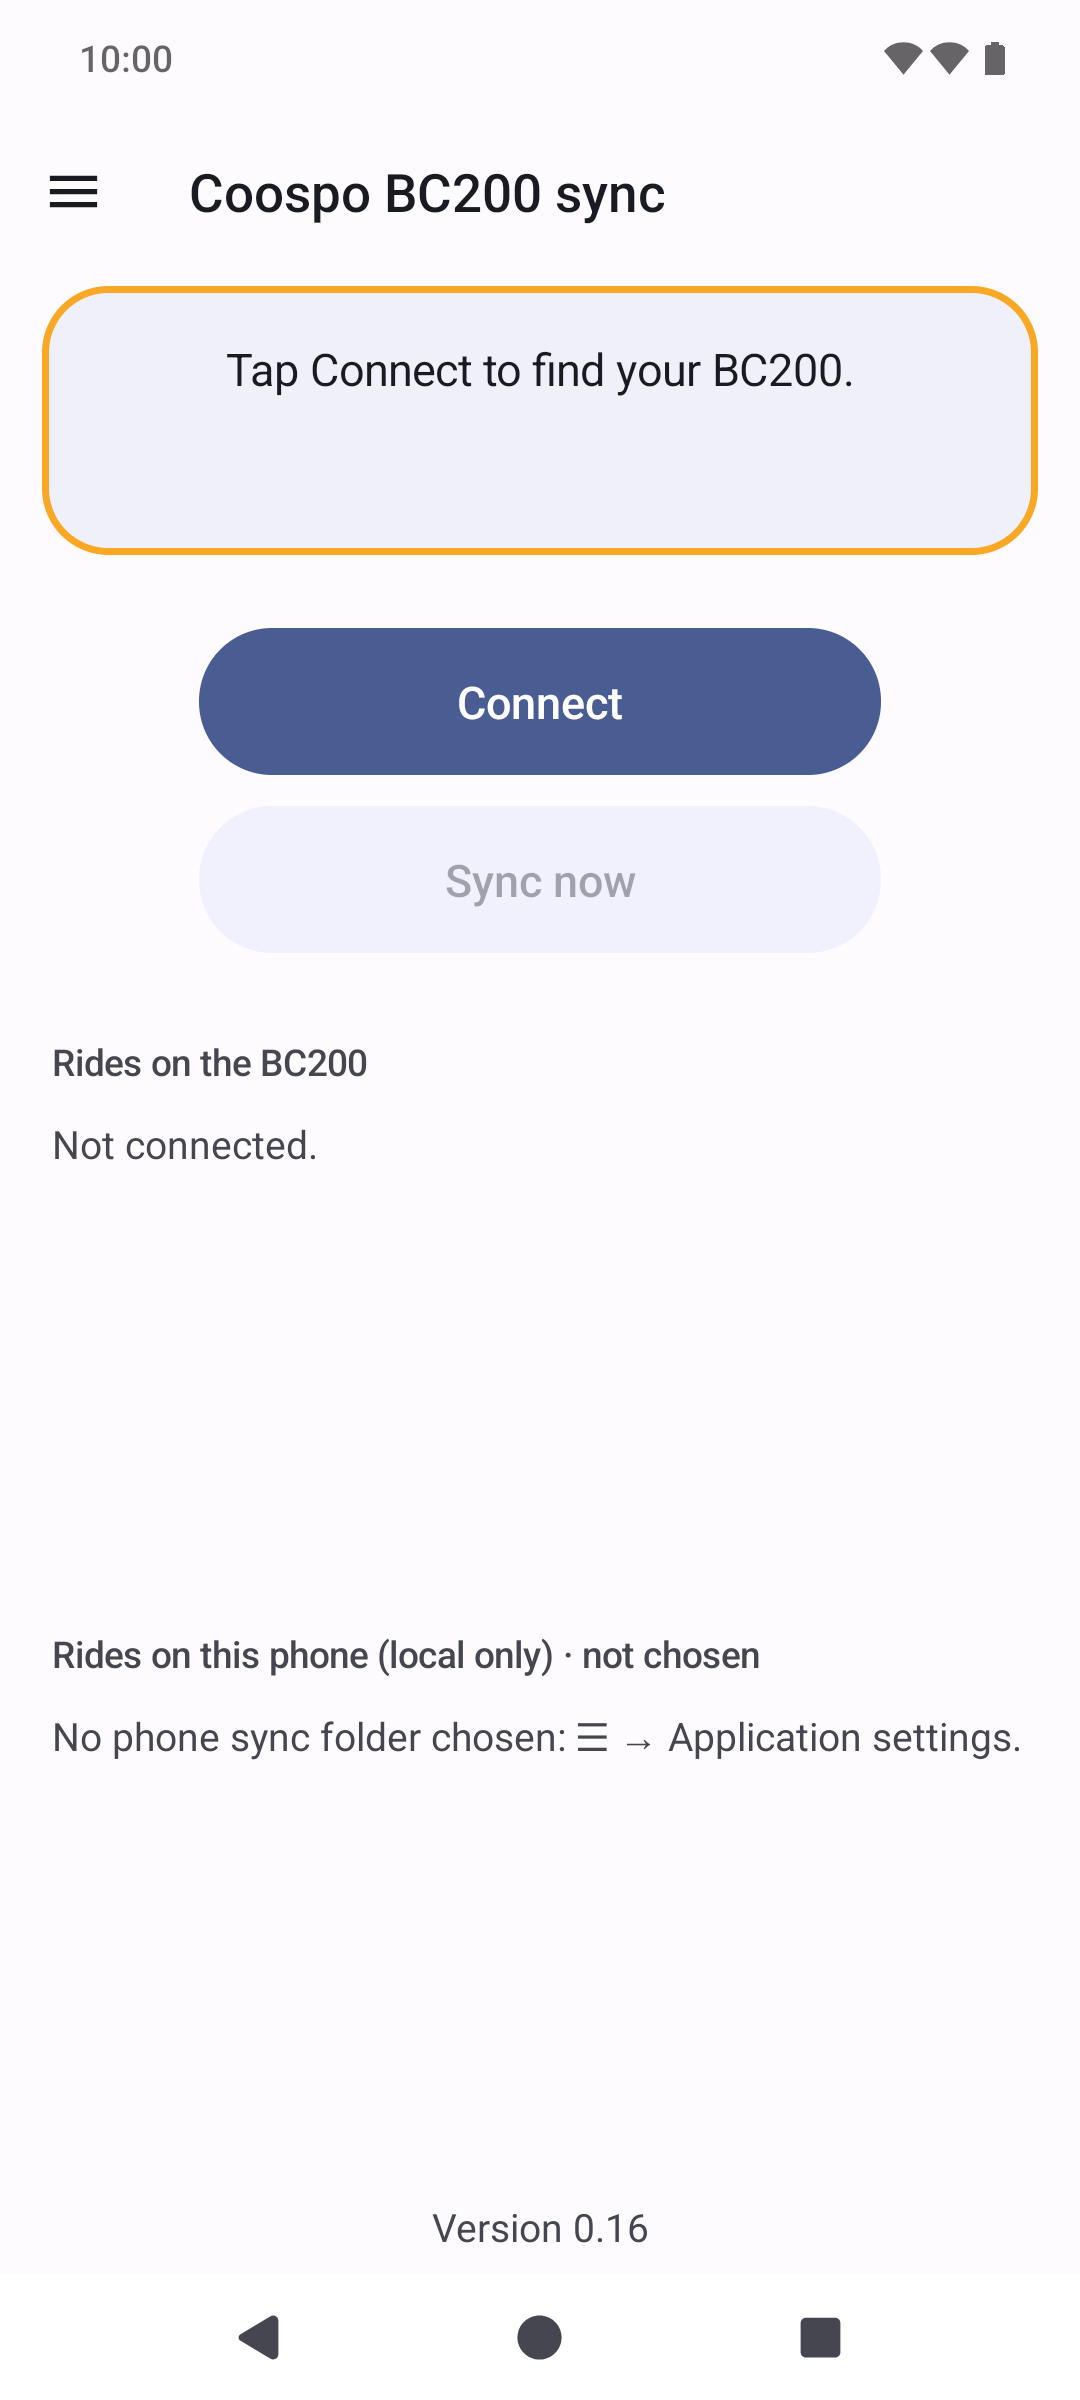 10:00
Coospo BC200 sync
Tap Connect to find your BC200.
Connect
Sync now
Rides on the BC200
Not connected.
Rides on this phone (local only) · not chosen
No phone sync folder chosen: ☰ → Application settings.
Version 0.16